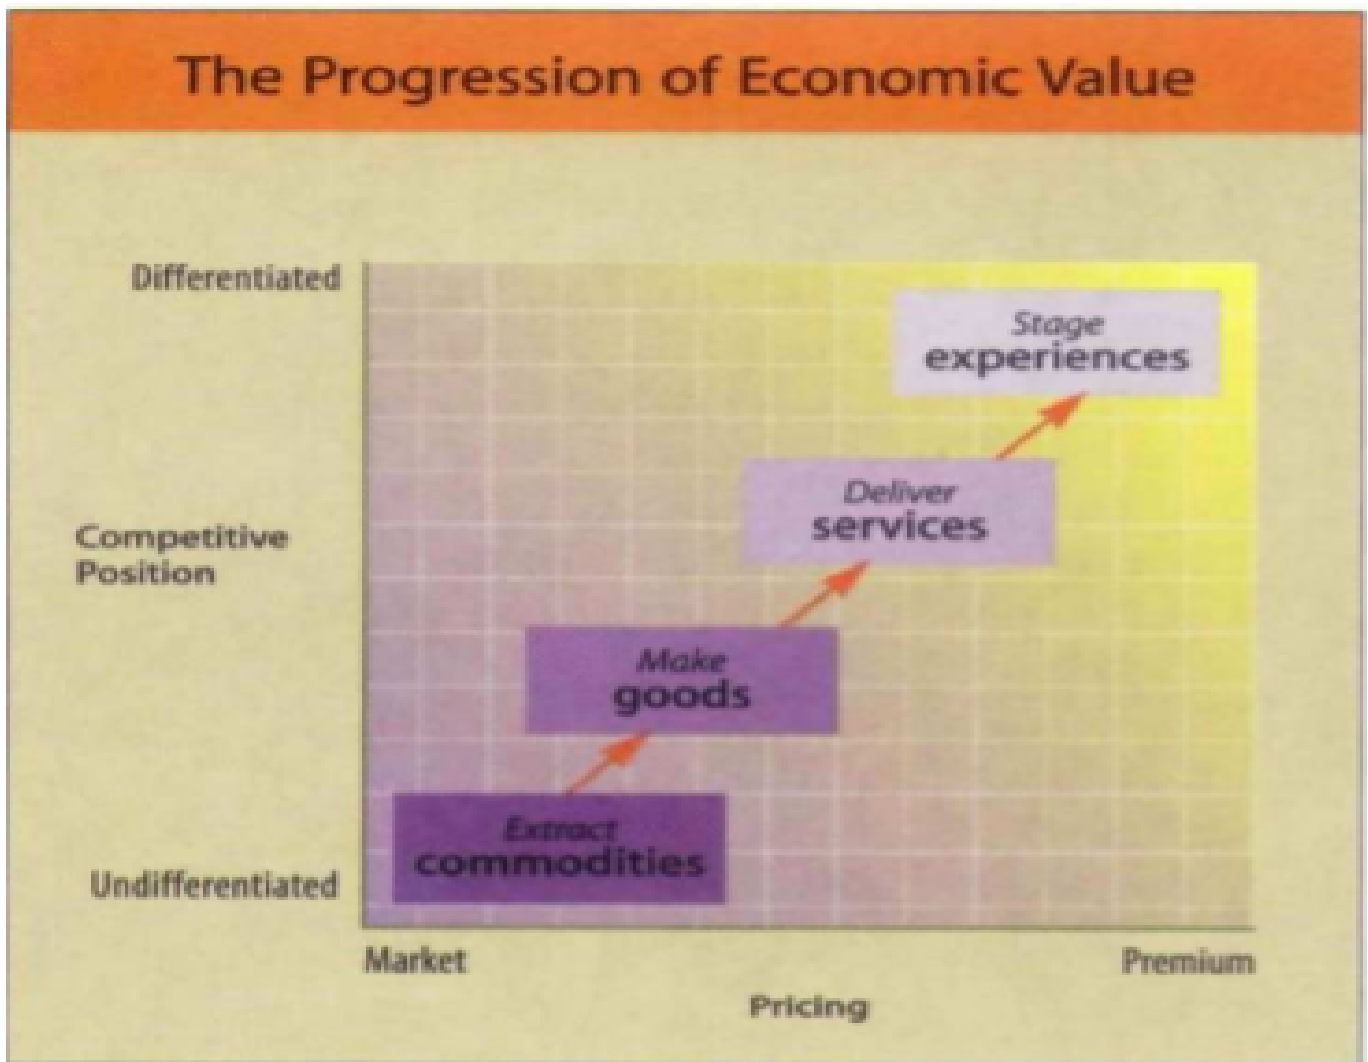 The Progression of Economic Value
Differentiated
Stage
experiences
Deliver
services
Competitive
Position
Make
goods
Extract
commodities
Undifferentiated
Market
Premium
Pricing